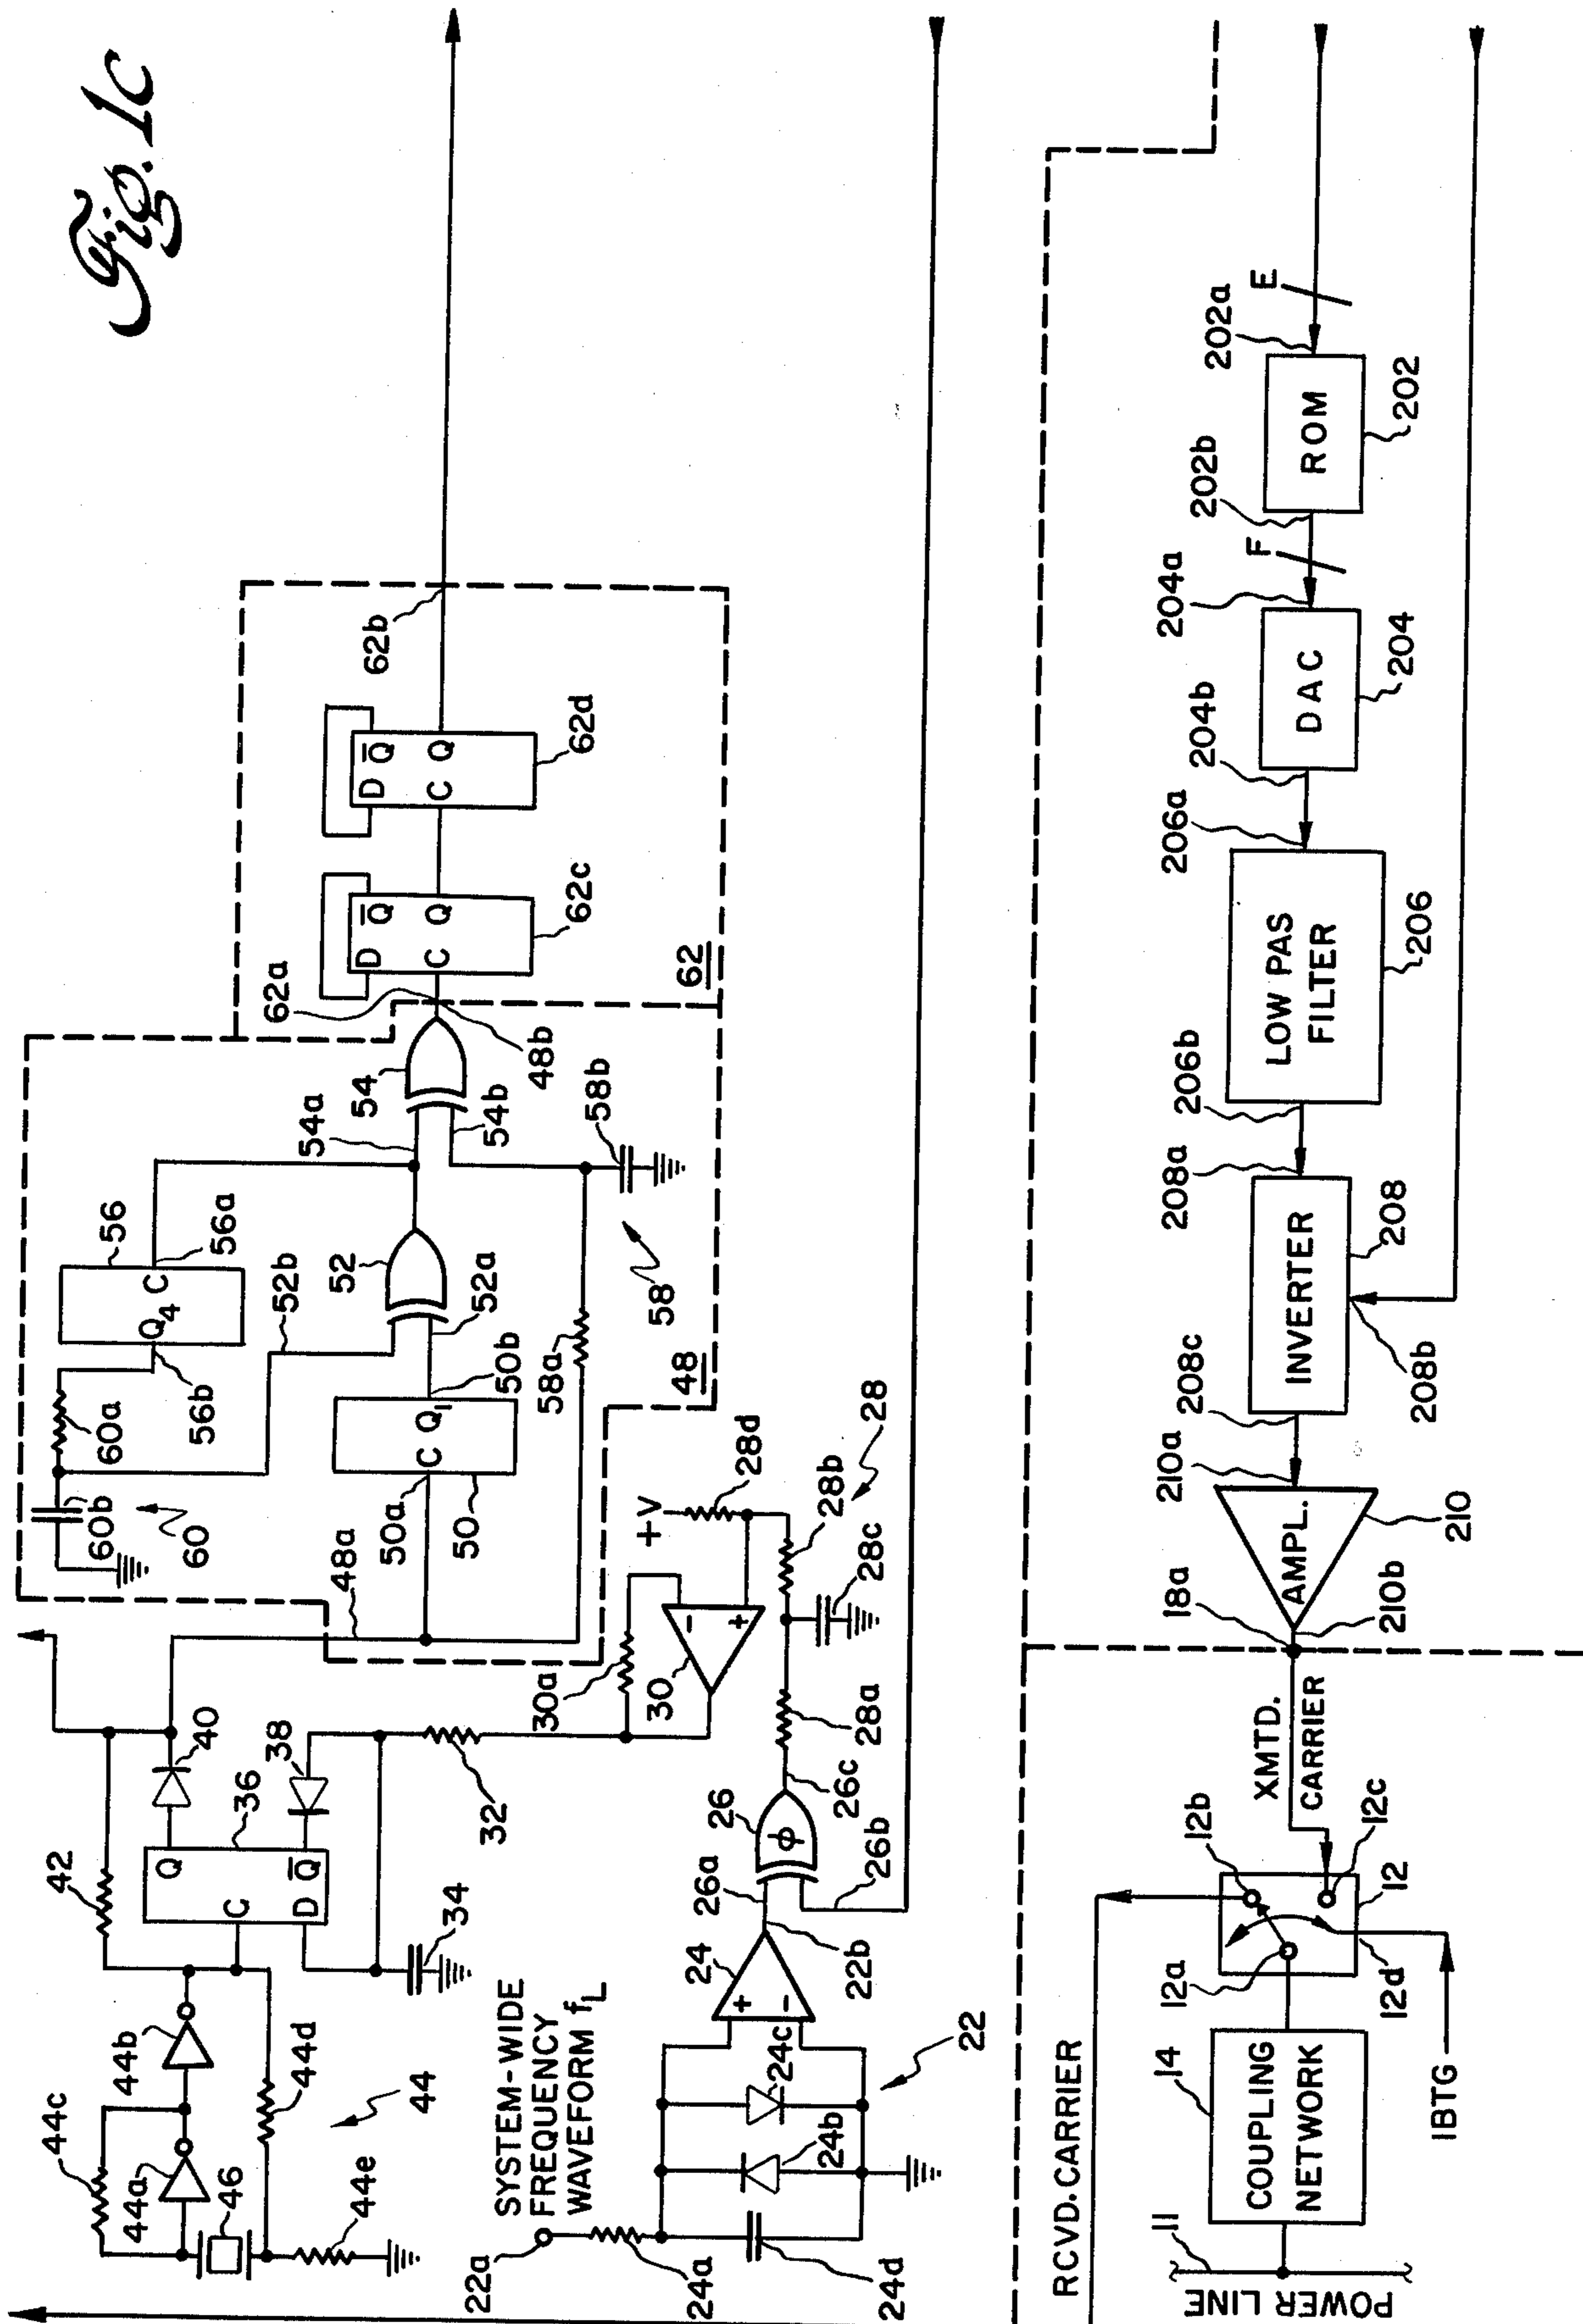 Fig. 1c
44c
44a
44b
46
44d
44e
44
42
36
Q
C
D
Q̄
40
38
34
32
48a
60b
60a
60
56b
56
Q4
C
56a
52b
52
52a
50a
50
C Q1
50b
54a
54
54b
48b
58a
58
58b
48
62a
D Q̄
C Q
62c
D Q̄
C Q
62d
62b
62
SYSTEM-WIDE
FREQUENCY
WAVEFORM fL
22a
24a
24d
24b
24c
24
+
-
22b
22
26a
26
ϕ
26b
26c
28a
28b
28c
28d
28
+V
30a
30
-
+
RCVD. CARRIER
11
POWER LINE
14
COUPLING
NETWORK
12a
12b
12c
12d
12
1BTG
XMTD.
CARRIER
18a
210b
AMPL.
210
210a
208c
INVERTER
208
208b
208a
206b
LOW PAS
FILTER
206
206a
204b
DAC
204
204a
F
202b
ROM
202
202a
E